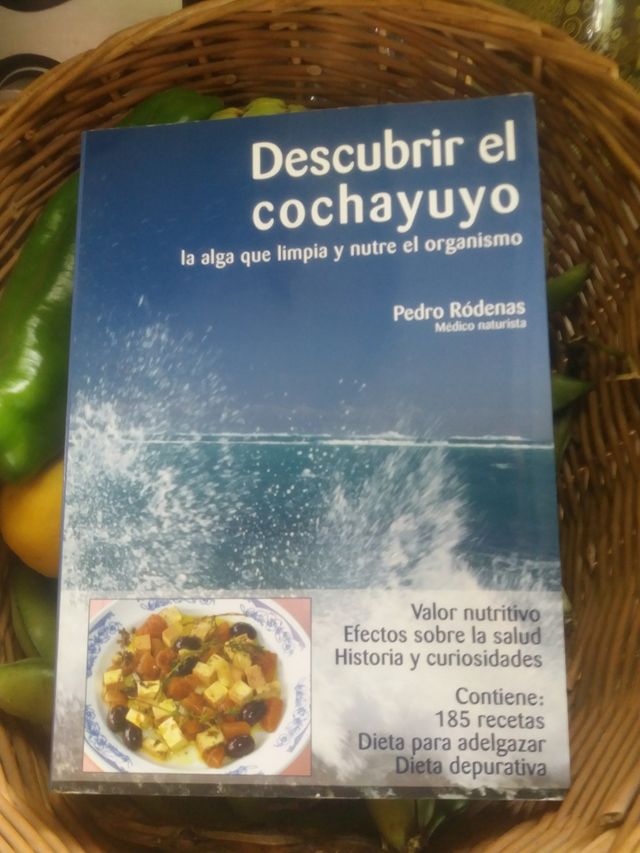 Descubrir el
cochayuyo
la alga que limpia y nutre el organismo
Pedro Ródenas
Médico naturista
Valor nutritivo
Efectos sobre la salud
Historia y curiosidades
Contiene:
185 recetas
Dieta para adelgazar
Dieta depurativa